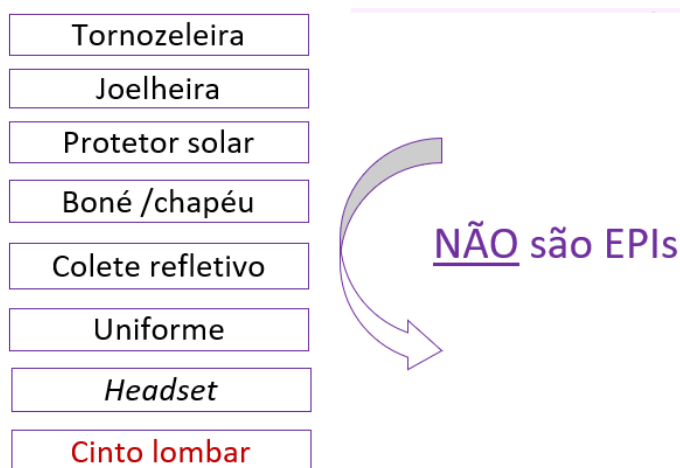 Tornozeleira
Joelheira
Protetor solar
Boné /chapéu
Colete refletivo
Uniforme
Headset
Cinto lombar
NÃO são EPIs